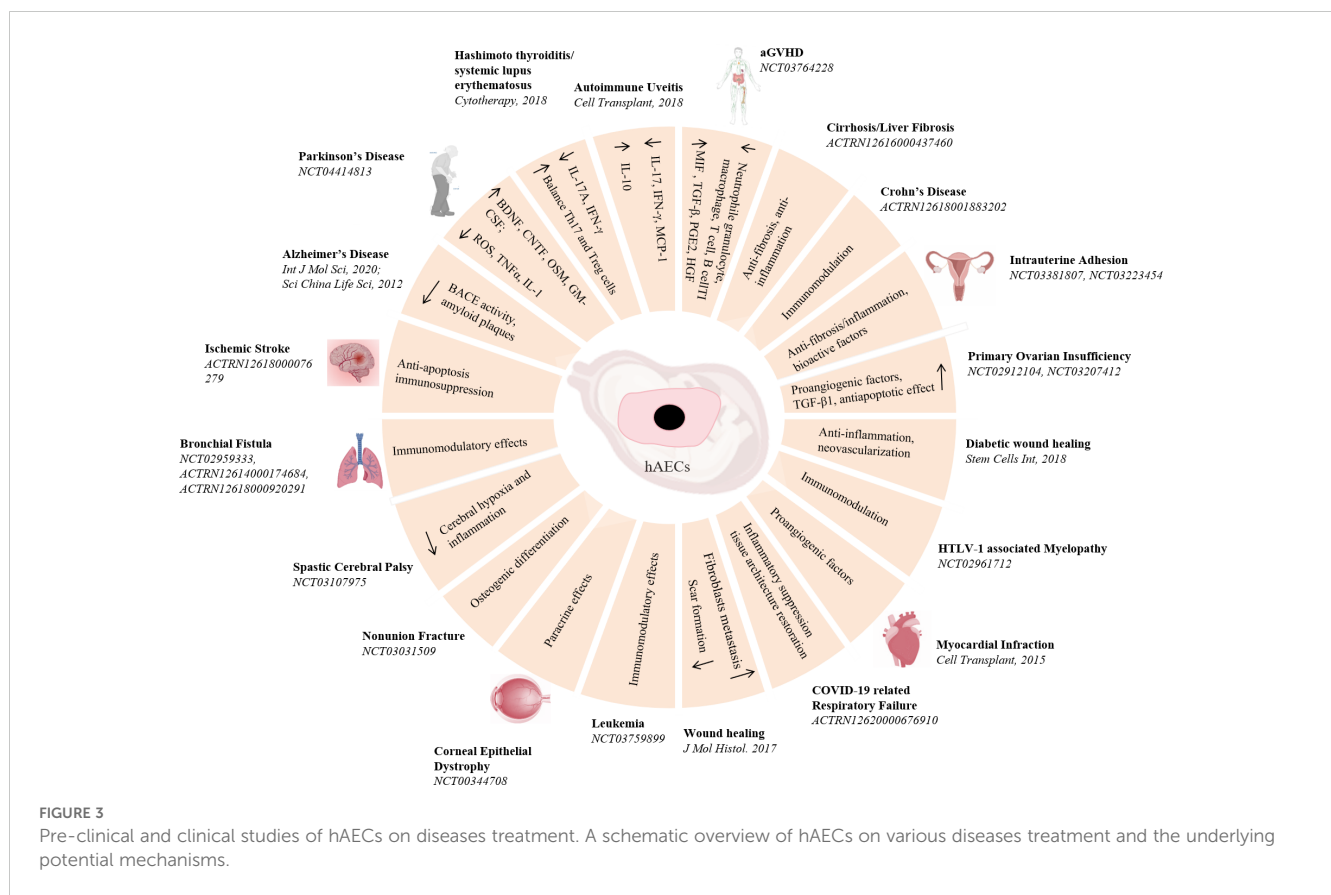 aGVHD
NCT03764228
Cirrhosis/Liver Fibrosis
ACTRN12616000437460
Crohn's Disease
ACTRN12618001883202
Intrauterine Adhesion
NCT03381807, NCT03223454
Primary Ovarian Insufficiency
NCT02912104, NCT03207412
Diabetic wound healing
Stem Cells Int, 2018
HTLV-1 associated Myelopathy
NCT02961712
Myocardial Infraction
Cell Transplant, 2015
COVID-19 related
Respiratory Failure
ACTRN12620000676910
Wound healing
J Mol Histol. 2017
Leukemia
NCT03759899
Corneal Epithelial
Dystrophy
NCT00344708
Nonunion Fracture
NCT03031509
Spastic Cerebral Palsy
NCT03107975
Bronchial Fistula
NCT02959333,
ACTRN12614000174684,
ACTRN12618000920291
Ischemic Stroke
ACTRN12618000076
279
Alzheimer's Disease
Int J Mol Sci, 2020;
Sci China Life Sci, 2012
Parkinson's Disease
NCT04414813
Hashimoto thyroiditis/
systemic lupus
erythematosus
Cytotherapy, 2018
Autoimmune Uveitis
Cell Transplant, 2018
↑ MIF , TGF-β, PGE2, HGF
↓ Neutrophile granulocyte,
macrophage, T cell, B cellTI
Anti-fibrosis, anti-
inflammation
Immunomodulation
Anti-fibrosis/inflammation,
bioactive factors
Proangiogenic factors,
TGF-β1, antiapoptotic effect ↑
Anti-inflammation,
neovascularization
Immunomodulation
Proangiogenic factors
Inflammatory suppression
tissue architecture restoration
Fibroblasts metastasis ↑
Scar formation ↓
Immunomodulatory effects
Paracrine effects
Osteogenic differentiation
↓ Cerebral hypoxia and
inflammation
Immunomodulatory effects
Anti-apoptosis
immunosuppression
↓ BACE activity,
amyloid plaques
↑ BDNF, CNTF, OSM, GM-
CSF;
↓ ROS, TNFα, IL-1
↓ IL-17A, IFN-γ
↑ Balance Th17 and Treg cells
↑ IL-10
↓ IL-17, IFN-γ, MCP-1
hAECs
FIGURE 3
Pre-clinical and clinical studies of hAECs on diseases treatment. A schematic overview of hAECs on various diseases treatment and the underlying
potential mechanisms.